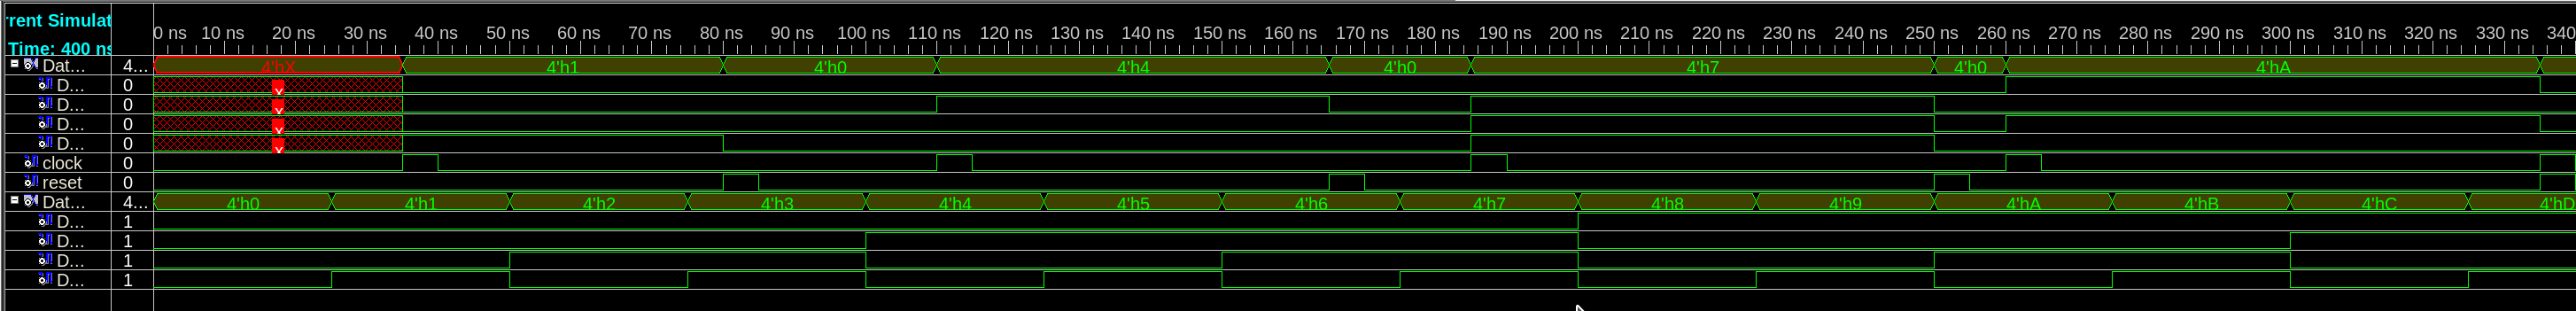 rrent Simulat
Time: 400 ns
0 ns 10 ns 20 ns 30 ns 40 ns 50 ns 60 ns 70 ns 80 ns 90 ns 100 ns 110 ns 120 ns 130 ns 140 ns 150 ns 160 ns 170 ns 180 ns 190 ns 200 ns 210 ns 220 ns 230 ns 240 ns 250 ns 260 ns 270 ns 280 ns 290 ns 300 ns 310 ns 320 ns 330 ns 340
Dat... 4... 4'hX 4'h1 4'h0 4'h4 4'h0 4'h7 4'h0 4'hA
D... 0
D... 0
D... 0
D... 0
clock 0
reset 0
Dat... 4... 4'h0 4'h1 4'h2 4'h3 4'h4 4'h5 4'h6 4'h7 4'h8 4'h9 4'hA 4'hB 4'hC 4'hD
D... 1
D... 1
D... 1
D... 1